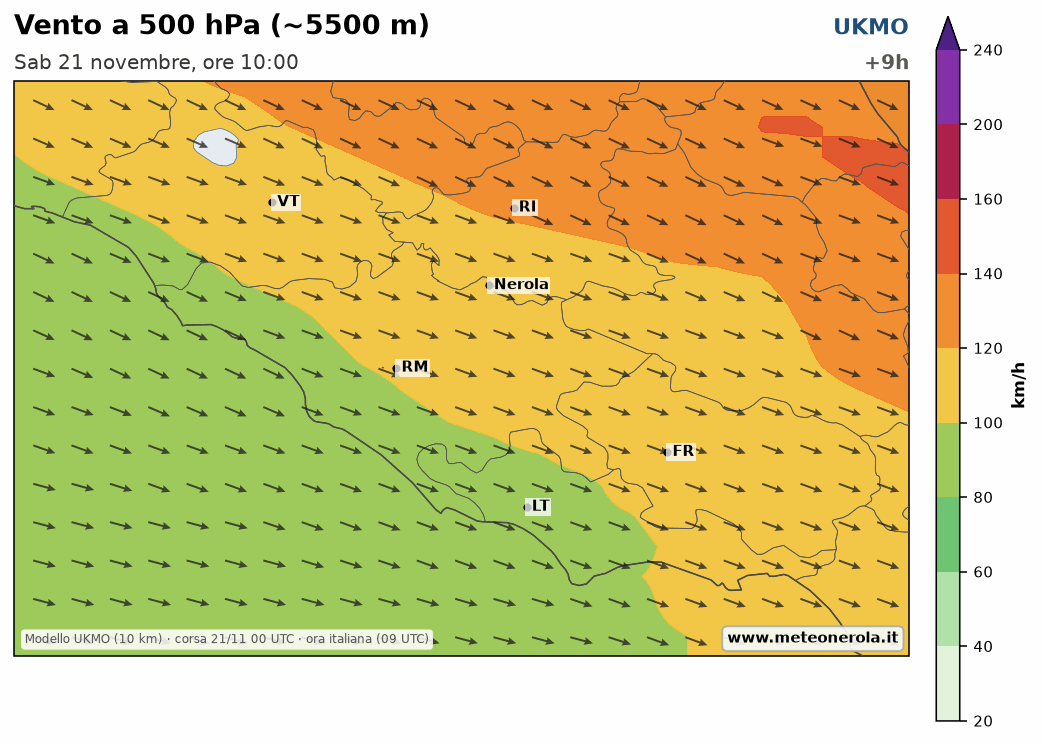 Vento a 500 hPa (~5500 m)
UKMO
Sab 21 novembre, ore 10:00
+9h
VT
RI
Nerola
RM
FR
LT
Modello UKMO (10 km) · corsa 21/11 00 UTC · ora italiana (09 UTC)
www.meteonerola.it
240
200
160
140
120
100
80
60
40
20
km/h